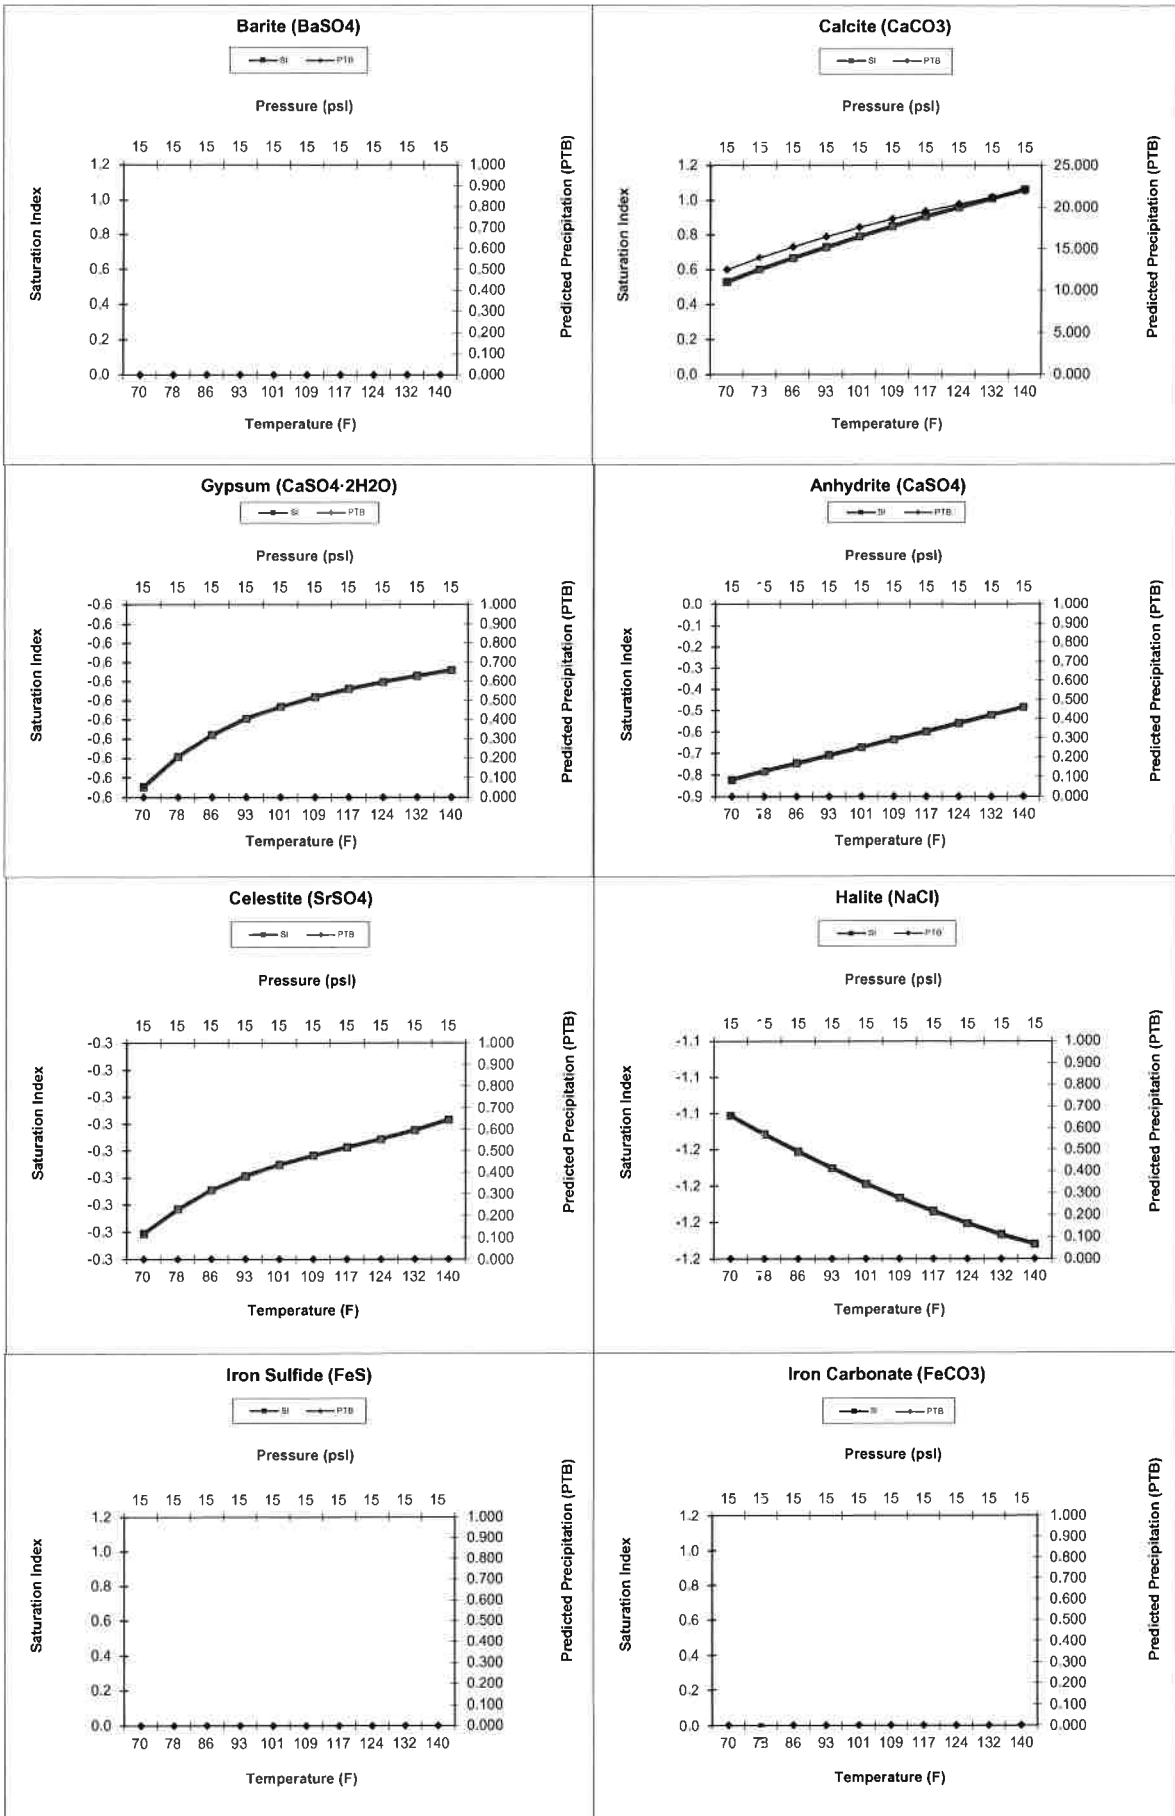 Barite (BaSO4)
SI PTB
Pressure (psI)
15 15 15 15 15 15 15 15 15 15
Saturation Index
1.2
1.0
0.8
0.6
0.4
0.2
0.0
1.000
0.900
0.800
0.700
0.600
0.500
0.400
0.300
0.200
0.100
0.000
Predicted Precipitation (PTB)
70 78 86 93 101 109 117 124 132 140
Temperature (F)
Calcite (CaCO3)
SI PTB
Pressure (psI)
15 15 15 15 15 15 15 15 15 15
Saturation Index
1.2
1.0
0.8
0.6
0.4
0.2
0.0
25.000
20.000
15.000
10.000
5.000
0.000
Predicted Precipitation (PTB)
70 73 86 93 101 109 117 124 132 140
Temperature (F)
Gypsum (CaSO4·2H2O)
SI PTB
Pressure (psI)
15 15 15 15 15 15 15 15 15 15
Saturation Index
-0.6
-0.6
-0.6
-0.6
-0.6
-0.6
-0.6
-0.6
-0.6
-0.6
-0.6
1.000
0.900
0.800
0.700
0.600
0.500
0.400
0.300
0.200
0.100
0.000
Predicted Precipitation (PTB)
70 78 86 93 101 109 117 124 132 140
Temperature (F)
Anhydrite (CaSO4)
SI PTB
Pressure (psI)
15 15 15 15 15 15 15 15 15
Saturation Index
0.0
-0.1
-0.2
-0.3
-0.4
-0.5
-0.6
-0.7
-0.8
-0.9
1.000
0.900
0.800
0.700
0.600
0.500
0.400
0.300
0.200
0.100
0.000
Predicted Precipitation (PTB)
70 86 93 101 109 117 124 132 140
Temperature (F)
Celestite (SrSO4)
SI PTB
Pressure (psI)
15 15 15 15 15 15 15 15 15 15
Saturation Index
-0.3
-0.3
-0.3
-0.3
-0.3
-0.3
-0.3
-0.3
-0.3
1.000
0.900
0.800
0.700
0.600
0.500
0.400
0.300
0.200
0.100
0.000
Predicted Precipitation (PTB)
70 78 86 93 101 109 117 124 132 140
Temperature (F)
Halite (NaCl)
SI PTB
Pressure (psI)
15 15 15 15 15 15 15 15 15
Saturation Index
-1.1
-1.1
-1.1
-1.2
-1.2
-1.2
-1.2
1.000
0.900
0.800
0.700
0.600
0.500
0.400
0.300
0.200
0.100
0.000
Predicted Precipitation (PTB)
70 86 93 101 109 117 124 132 140
Temperature (F)
Iron Sulfide (FeS)
SI PTB
Pressure (psI)
15 15 15 15 15 15 15 15 15 15
Saturation Index
1.2
1.0
0.8
0.6
0.4
0.2
0.0
1.000
0.900
0.800
0.700
0.600
0.500
0.400
0.300
0.200
0.100
0.000
Predicted Precipitation (PTB)
70 78 86 93 101 109 117 124 132 140
Temperature (F)
Iron Carbonate (FeCO3)
SI PTB
Pressure (psI)
15 15 15 15 15 15 15 15 15 15
Saturation Index
1.2
1.0
0.8
0.6
0.4
0.2
0.0
1.000
0.900
0.800
0.700
0.600
0.500
0.400
0.300
0.200
0.100
0.000
Predicted Precipitation (PTB)
70 73 86 93 101 109 117 124 132 140
Temperature (F)